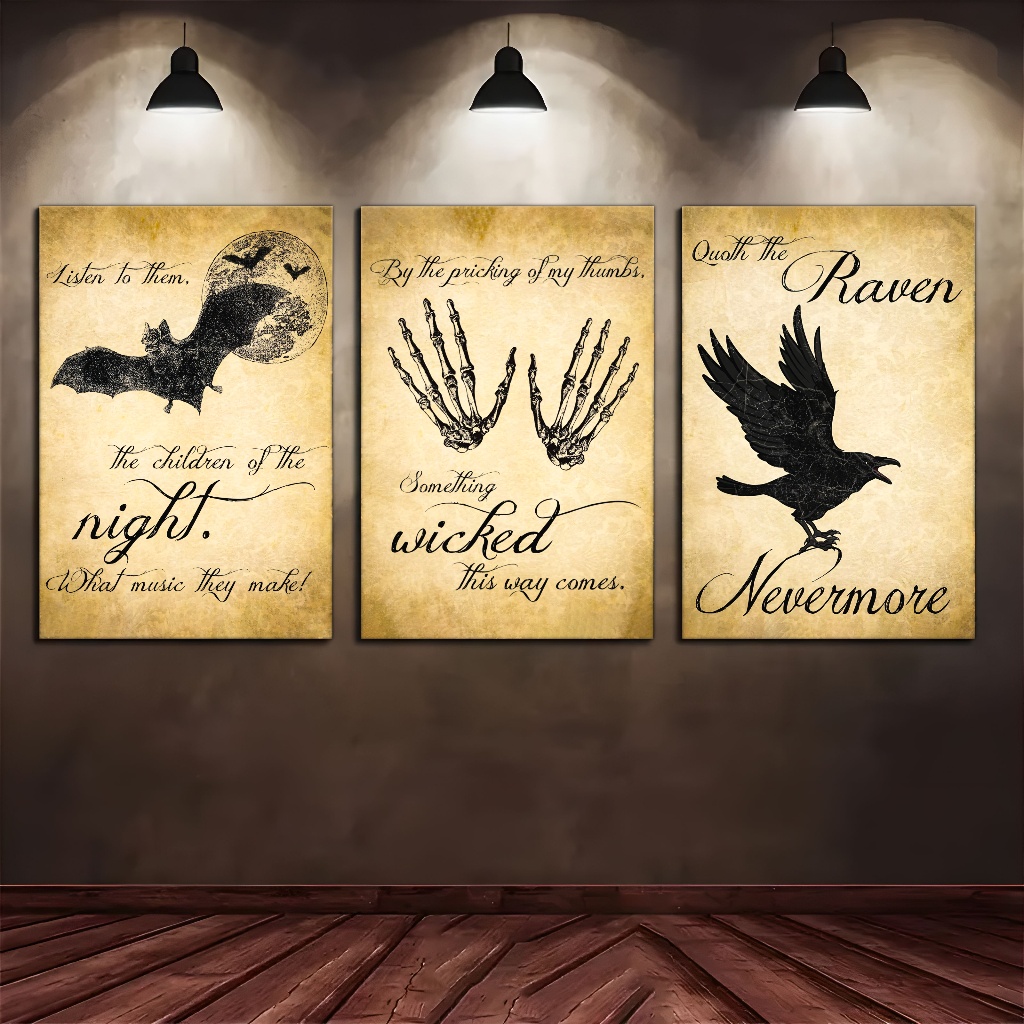 Listen to them,
the children of the
night.
What music they make!
By the pricking of my thumbs,
Something
wicked
this way comes.
Quoth the
Raven
Nevermore